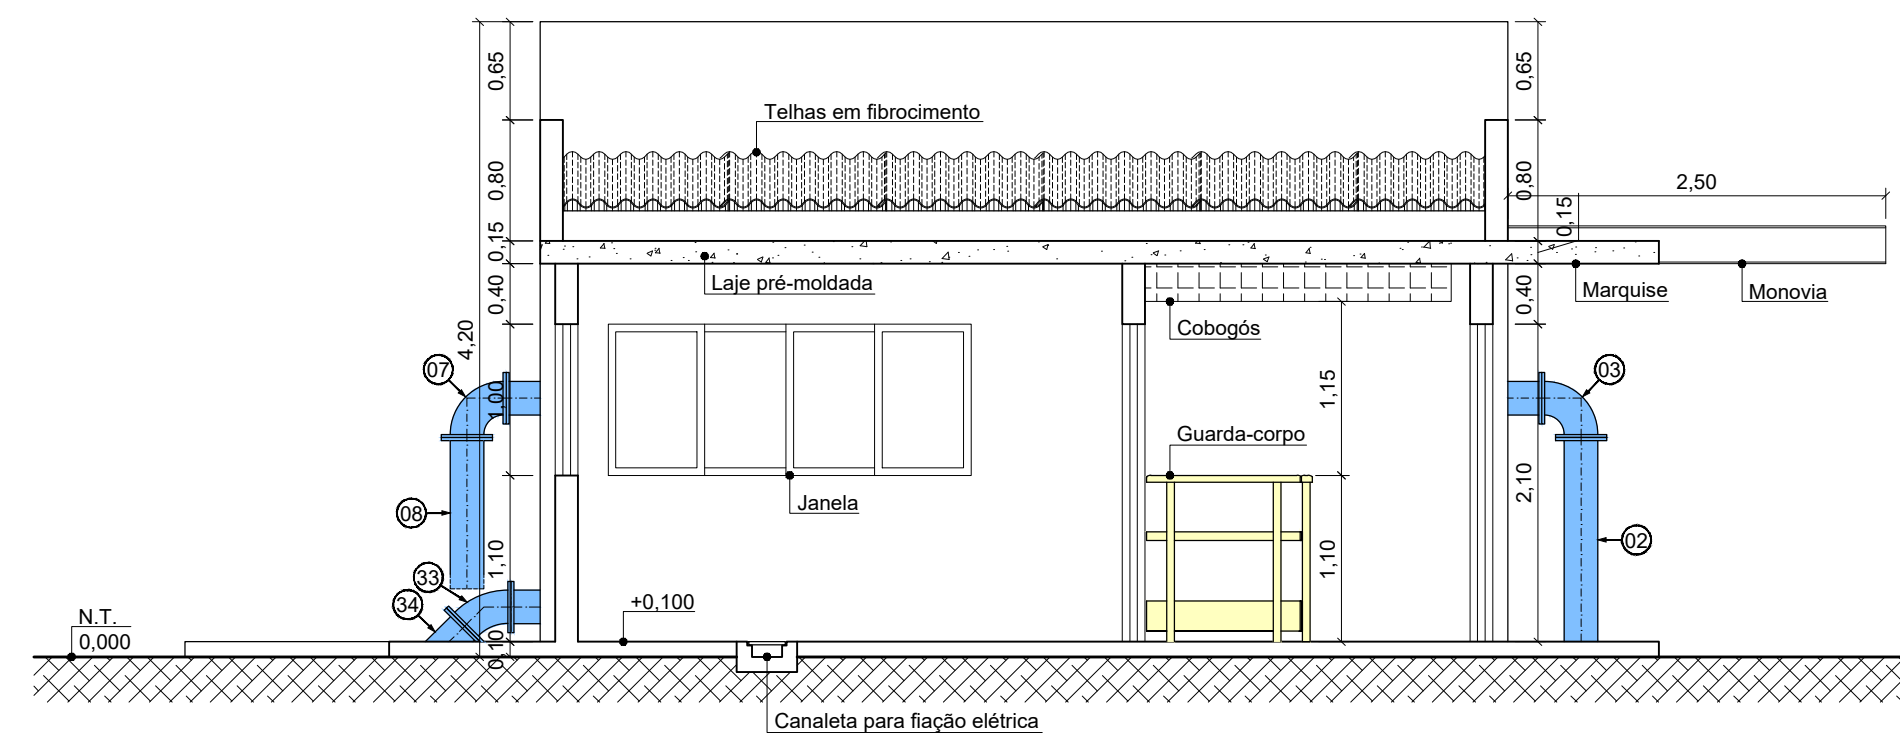 0,65
0,65
Telhas em fibrocimento
0,80
0,80
2,50
0,15
0,15
Laje pré-moldada
Marquise
Monovia
0,40
0,40
Cobogós
4,20
07
03
1,00
1,15
Guarda-corpo
Janela
2,10
08
02
1,10
1,10
33
34
+0,100
N.T.
0,000
0,10
Canaleta para fiação elétrica